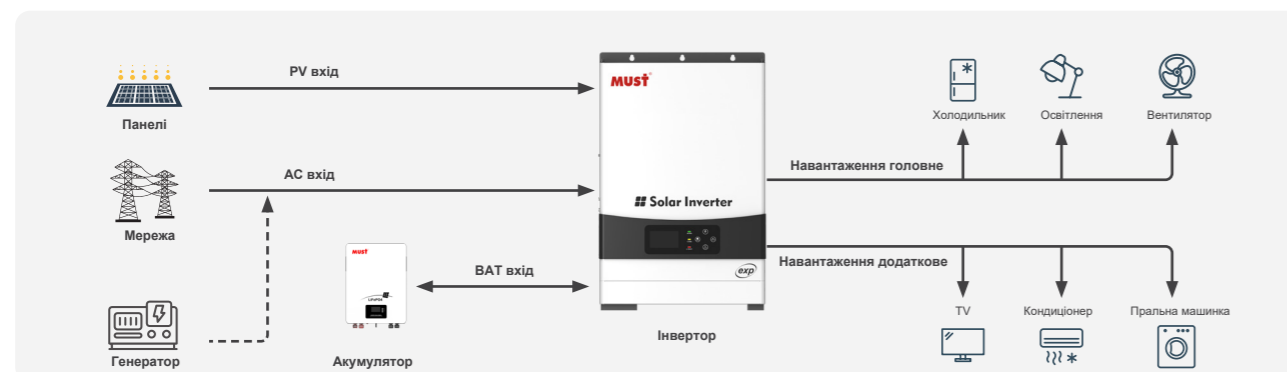 PV вхід
Панелі
AC вхід
Мережа
Генератор
MUST
LiFePO4
Акумулятор
BAT вхід
MUST
Solar Inverter
exp
Інвертор
Холодильник
Освітлення
Вентилятор
Навантаження головне
Навантаження додаткове
TV
Кондиціонер
Пральна машинка